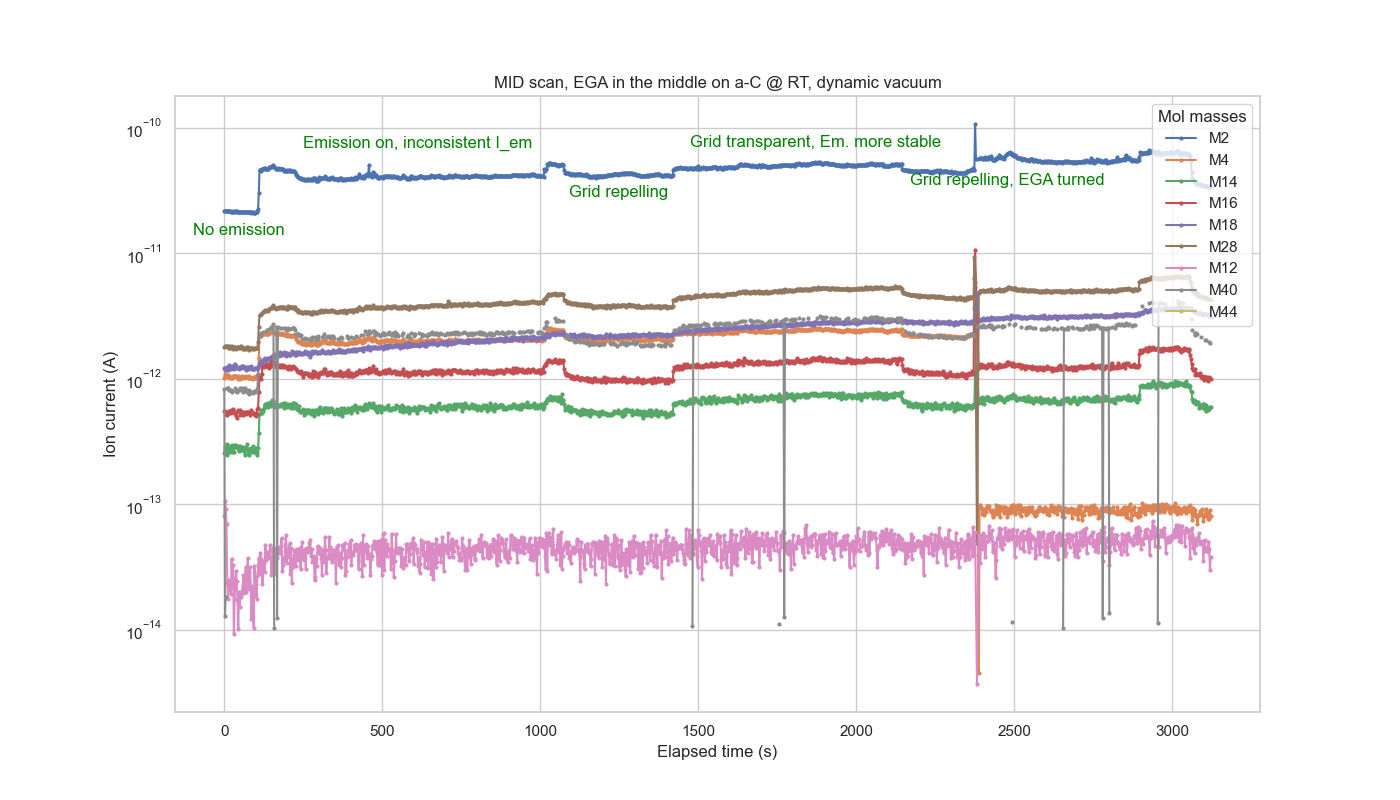 MID scan, EGA in the middle on a-C @ RT, dynamic vacuum
Ion current (A)
10⁻¹⁰
10⁻¹¹
10⁻¹²
10⁻¹³
10⁻¹⁴
Emission on, inconsistent I_em
Grid transparent, Em. more stable
Grid repelling
Grid repelling, EGA turned
No emission
Mol masses
M2
M4
M14
M16
M18
M28
M12
M40
M44
0
500
1000
1500
2000
2500
3000
Elapsed time (s)